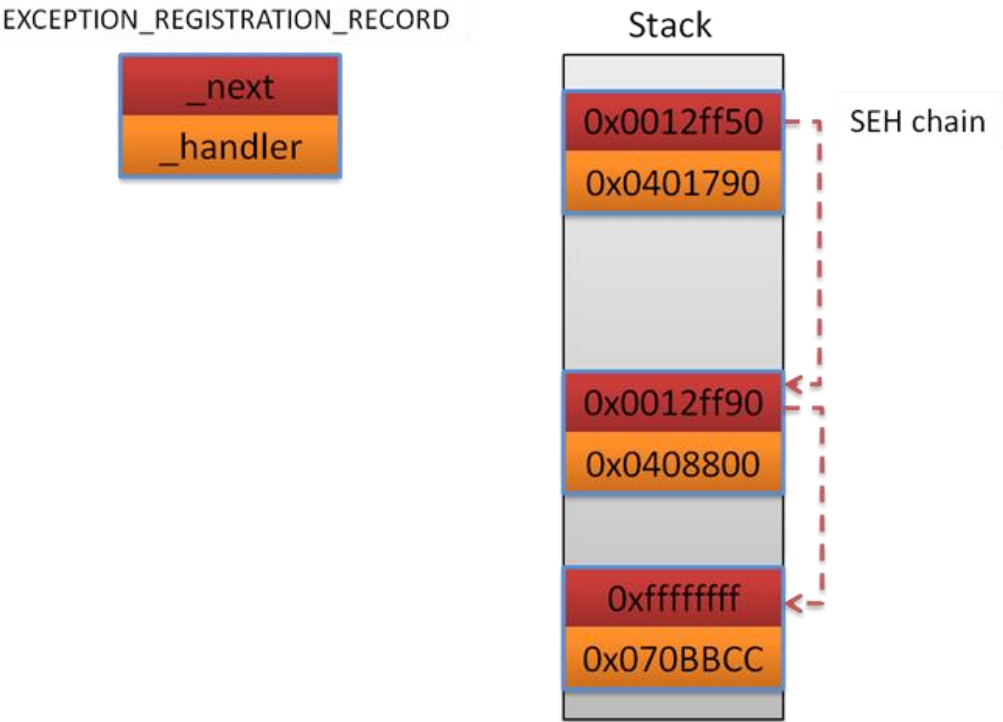 EXCEPTION_REGISTRATION_RECORD
_next
_handler
Stack
0x0012ff50
0x0401790
SEH chain
0x0012ff90
0x0408800
0xffffffff
0x070BBCC